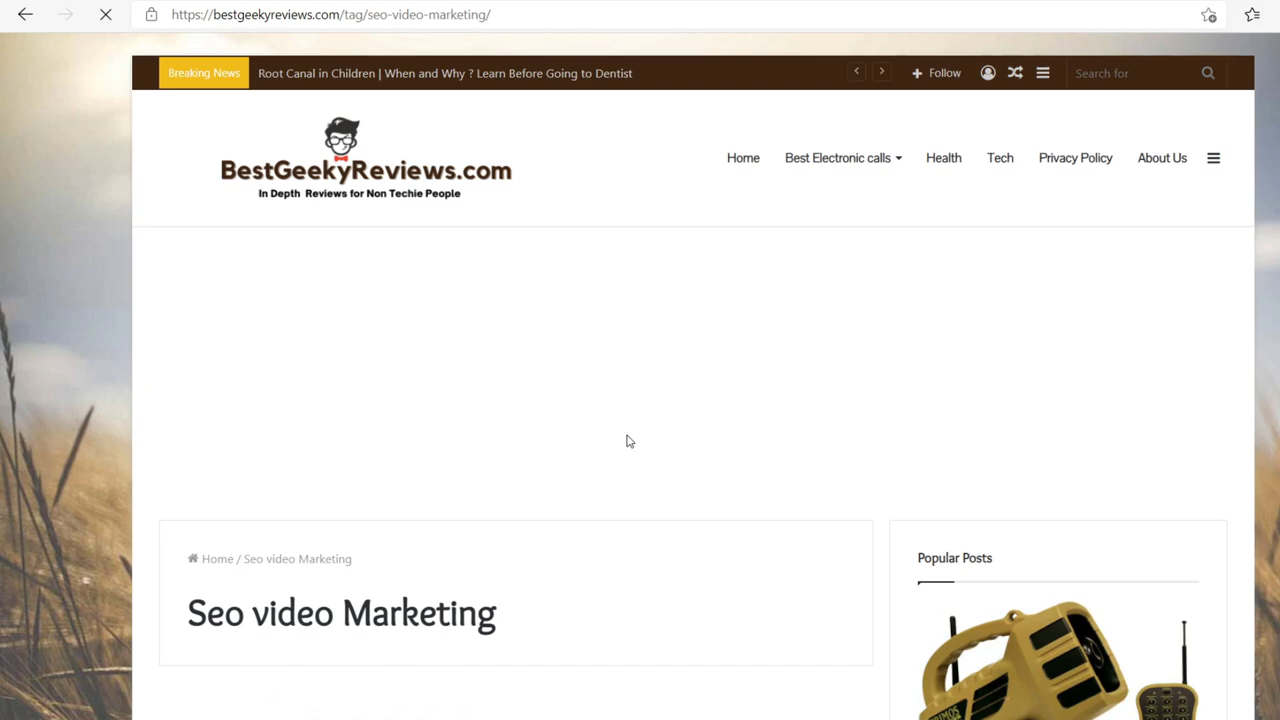 https://bestgeekyreviews.com/tag/seo-video-marketing/
Breaking News
Root Canal in Children | When and Why ? Learn Before Going to Dentist
Follow
Search for
BestGeekyReviews.com
In Depth Reviews for Non Techie People
Home
Best Electronic calls
Health
Tech
Privacy Policy
About Us
Home / Seo video Marketing
Seo video Marketing
Popular Posts
PRIMOS